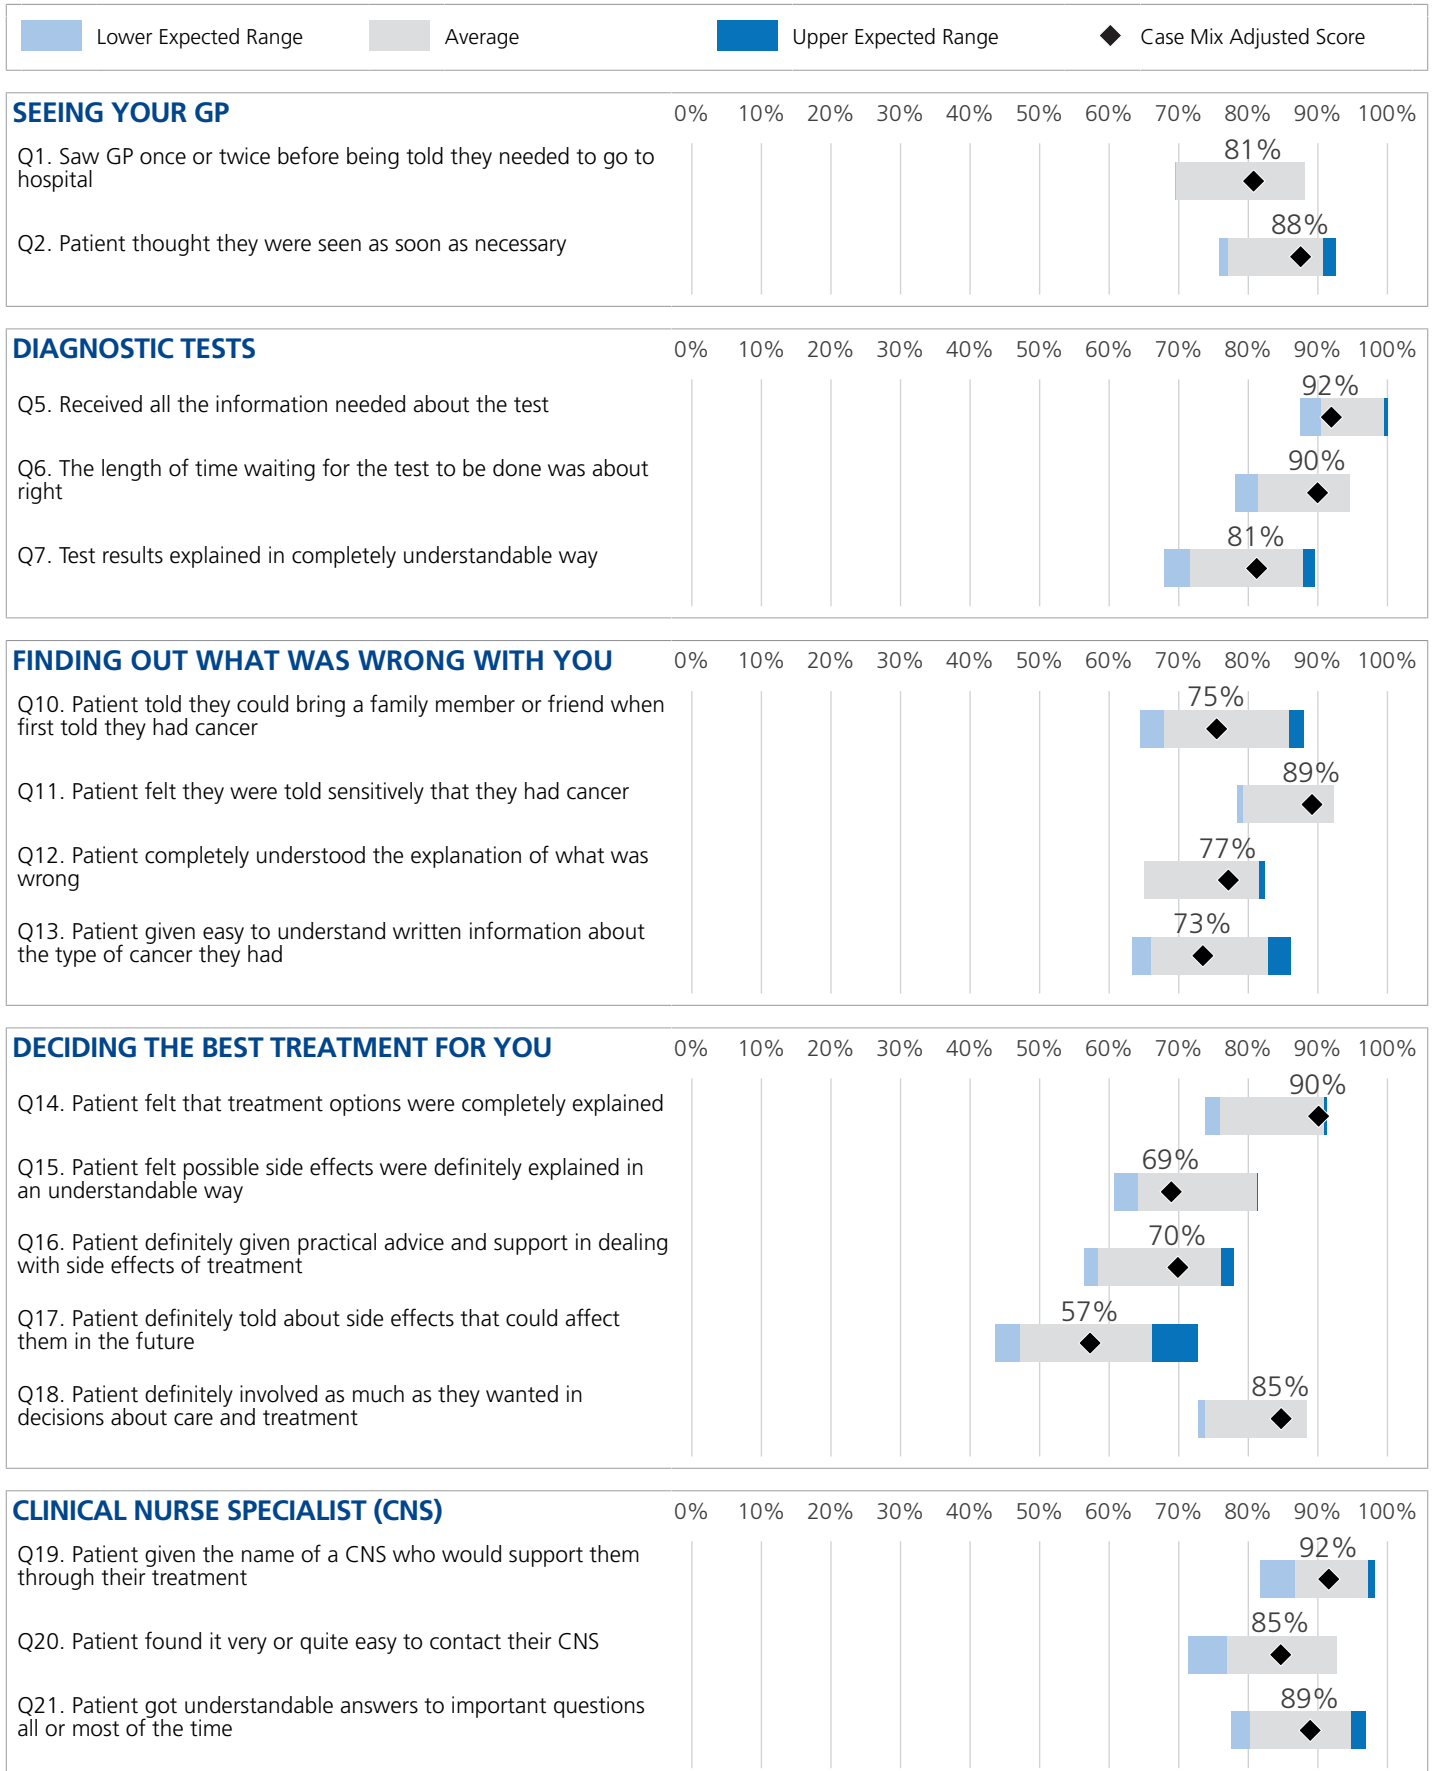 Lower Expected Range Average Upper Expected Range Case Mix Adjusted Score
SEEING YOUR GP 0% 10% 20% 30% 40% 50% 60% 70% 80% 90% 100%
Q1. Saw GP once or twice before being told they needed to go to
hospital
81%
Q2. Patient thought they were seen as soon as necessary
88%
DIAGNOSTIC TESTS 0% 10% 20% 30% 40% 50% 60% 70% 80% 90% 100%
Q5. Received all the information needed about the test
92%
Q6. The length of time waiting for the test to be done was about
right
90%
Q7. Test results explained in completely understandable way
81%
FINDING OUT WHAT WAS WRONG WITH YOU 0% 10% 20% 30% 40% 50% 60% 70% 80% 90% 100%
Q10. Patient told they could bring a family member or friend when
first told they had cancer
75%
Q11. Patient felt they were told sensitively that they had cancer
89%
Q12. Patient completely understood the explanation of what was
wrong
77%
Q13. Patient given easy to understand written information about
the type of cancer they had
73%
DECIDING THE BEST TREATMENT FOR YOU 0% 10% 20% 30% 40% 50% 60% 70% 80% 90% 100%
Q14. Patient felt that treatment options were completely explained
90%
Q15. Patient felt possible side effects were definitely explained in
an understandable way
69%
Q16. Patient definitely given practical advice and support in dealing
with side effects of treatment
70%
Q17. Patient definitely told about side effects that could affect
them in the future
57%
Q18. Patient definitely involved as much as they wanted in
decisions about care and treatment
85%
CLINICAL NURSE SPECIALIST (CNS) 0% 10% 20% 30% 40% 50% 60% 70% 80% 90% 100%
Q19. Patient given the name of a CNS who would support them
through their treatment
92%
Q20. Patient found it very or quite easy to contact their CNS
85%
Q21. Patient got understandable answers to important questions
all or most of the time
89%